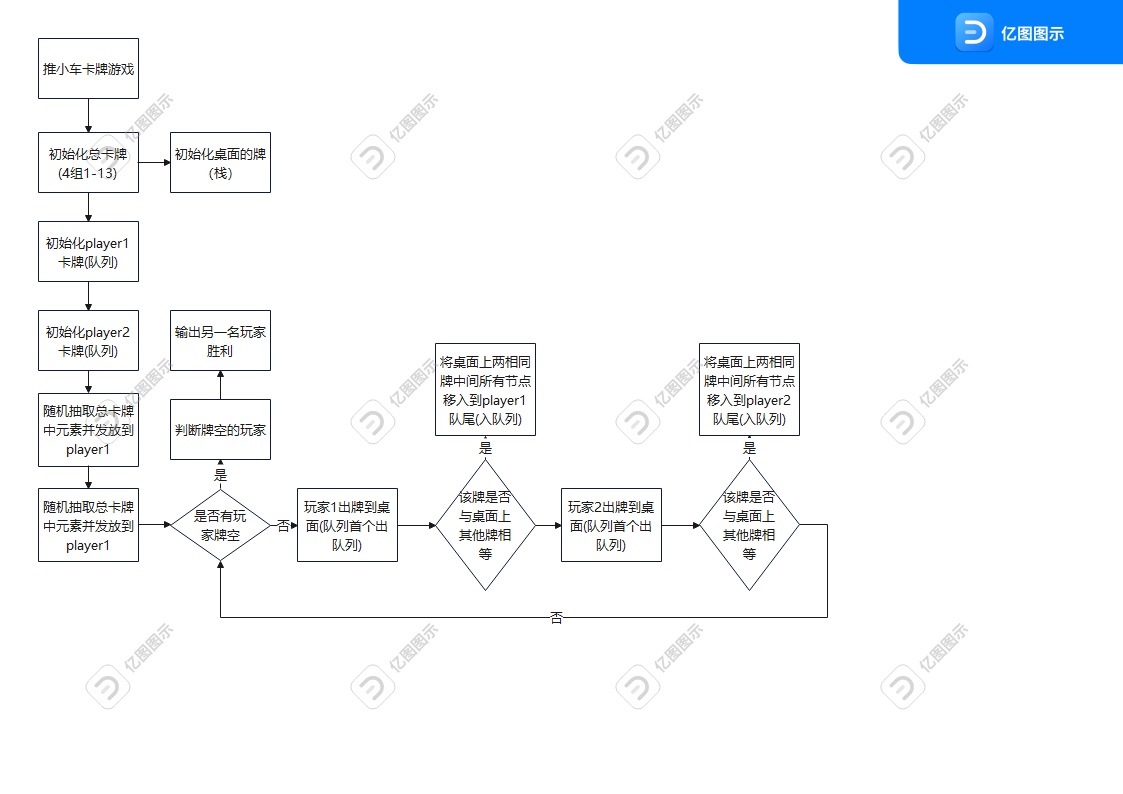 亿图图示
推小车卡牌游戏
初始化总卡牌
(4组1-13)
初始化桌面的牌
(栈)
初始化player1
卡牌(队列)
初始化player2
卡牌(队列)
输出另一名玩家
胜利
随机抽取总卡牌
中元素并发放到
player1
判断牌空的玩家
将桌面上两相同
牌中间所有节点
移入到player1
队尾(入队列)
将桌面上两相同
牌中间所有节点
移入到player2
队尾(入队列)
是
是
是
随机抽取总卡牌
中元素并发放到
player1
是否有玩
家牌空
否
玩家1出牌到桌
面(队列首个出
队列)
该牌是否
与桌面上
其他牌相
等
玩家2出牌到桌
面(队列首个出
队列)
该牌是否
与桌面上
其他牌相
等
否
亿图图示
亿图图示
亿图图示
亿图图示
亿图图示
亿图图示
亿图图示
亿图图示
亿图图示
亿图图示
亿图图示
亿图图示